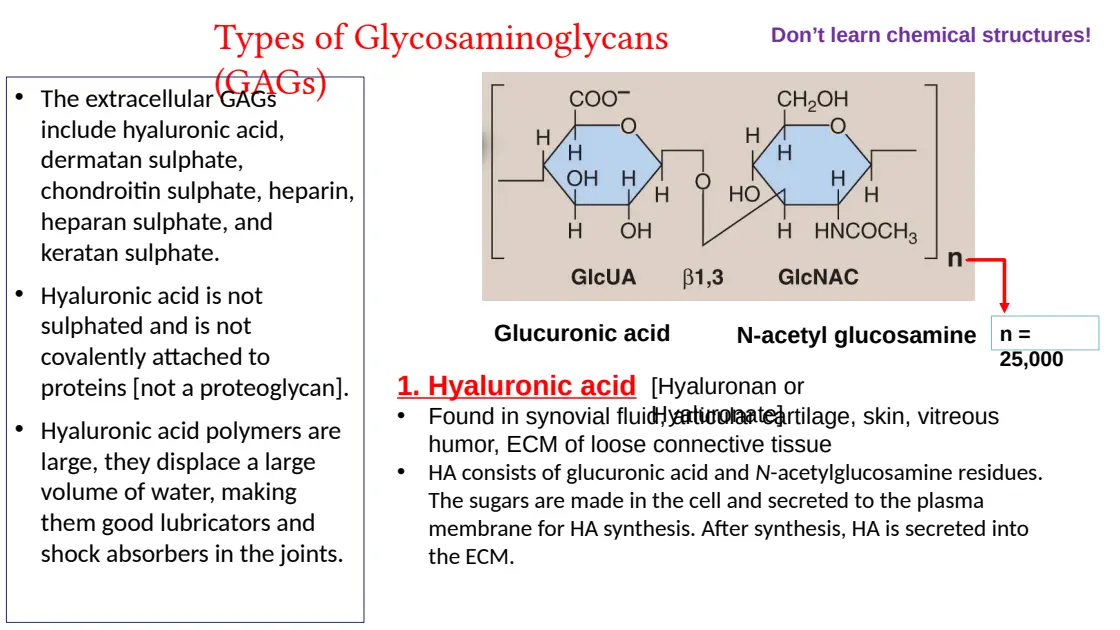 Types of Glycosaminoglycans
(GAGs)
Don’t learn chemical structures!
• The extracellular GAGs
include hyaluronic acid,
dermatan sulphate,
chondroitin sulphate, heparin,
heparan sulphate, and
keratan sulphate.
• Hyaluronic acid is not
sulphated and is not
covalently attached to
proteins [not a proteoglycan].
• Hyaluronic acid polymers are
large, they displace a large
volume of water, making
them good lubricators and
shock absorbers in the joints.
COO⁻ CH₂OH
H O H O
H H
OH H O HO H
H H
H OH H HNCOCH₃
n
GlcUA β1,3 GlcNAC
Glucuronic acid N-acetyl glucosamine
n =
25,000
1. Hyaluronic acid [Hyaluronan or
Hyaluronate]
• Found in synovial fluid, articular cartilage, skin, vitreous
humor, ECM of loose connective tissue
• HA consists of glucuronic acid and N-acetylglucosamine residues.
The sugars are made in the cell and secreted to the plasma
membrane for HA synthesis. After synthesis, HA is secreted into
the ECM.